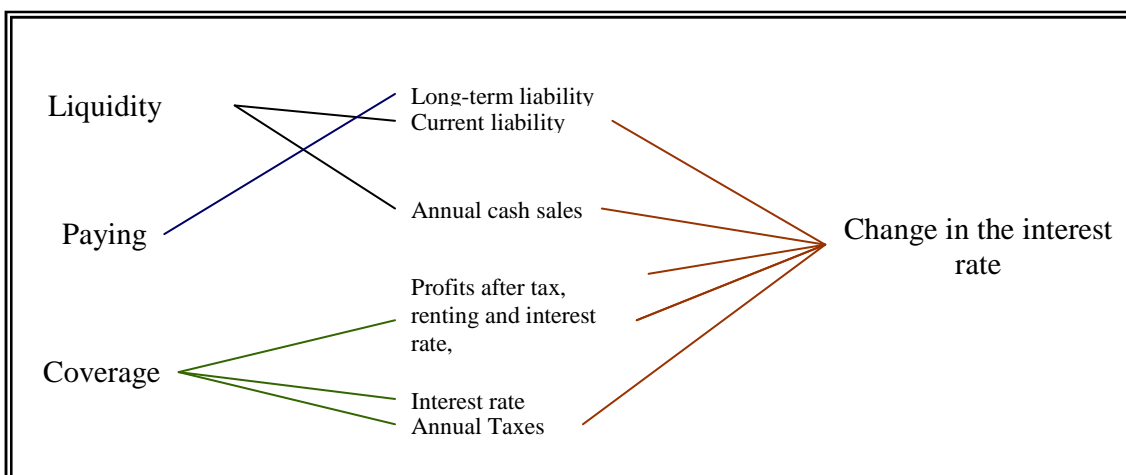 Liquidity
Paying
Coverage
Long-term liability
Current liability
Annual cash sales
Profits after tax,
renting and interest
rate,
Interest rate
Annual Taxes
Change in the interest
rate